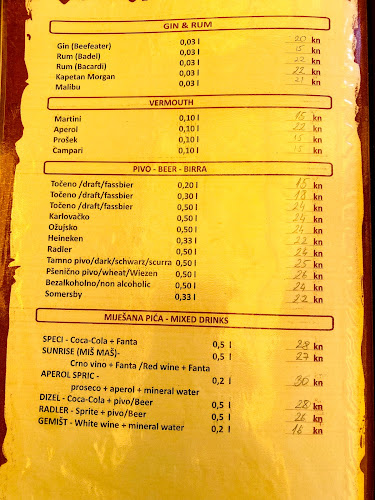 GIN & RUM
Gin (Beefeater) 0,03 l 20 kn
Rum (Badel) 0,03 l 15 kn
Rum (Bacardi) 0,03 l 22 kn
Kapetan Morgan 0,03 l 22 kn
Malibu 0,03 l 21 kn
VERMOUTH
Martini 0,10 l 15 kn
Aperol 0,10 l 22 kn
Prošek 0,10 l 15 kn
Campari 0,10 l 15 kn
PIVO - BEER - BIRRA
Točeno /draft/fassbier 0,20 l 15 kn
Točeno /draft/fassbier 0,30 l 18 kn
Točeno /draft/fassbier 0,50 l 24 kn
Karlovačko 0,50 l 24 kn
Ožujsko 0,50 l 24 kn
Heineken 0,33 l 22 kn
Radler 0,50 l 24 kn
Tamno pivo/dark/schwarz/scurra 0,50 l 25 kn
Pšenično pivo/wheat/Wiezen 0,50 l 26 kn
Bezalkoholno/non alcoholic 0,50 l 24 kn
Somersby 0,33 l 22 kn
MIJEŠANA PIĆA - MIXED DRINKS
SPECI - Coca-Cola + Fanta 0,5 l 28 kn
SUNRISE (MIŠ MAŠ)- 0,5 l 27 kn
Crno vino + Fanta /Red wine + Fanta
APEROL SPRIC - 0,2 l 30 kn
proseco + aperol + mineral water
DIZEL - Coca-Cola + pivo/Beer 0,5 l 28 kn
RADLER - Sprite + pivo/Beer 0,5 l 26 kn
GEMIŠT - White wine + mineral water 0,2 l 16 kn